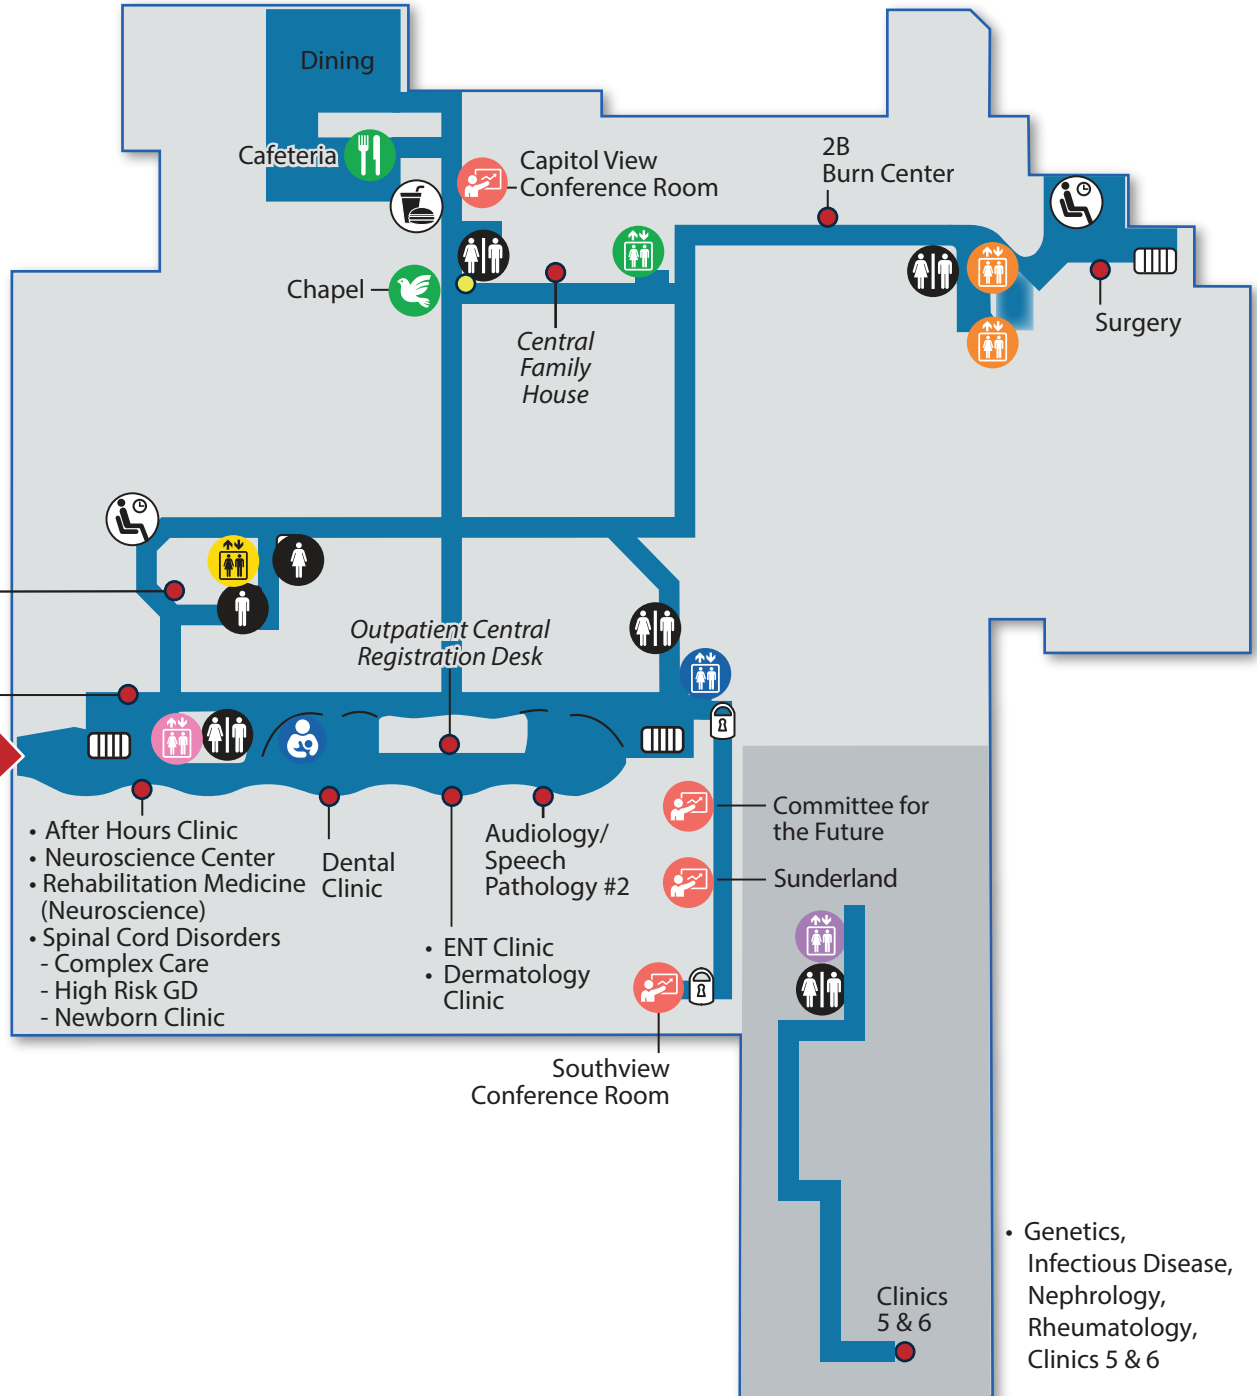 Dining
Cafeteria
Capitol View
Conference Room
2B
Burn Center
Chapel
Central
Family
House
Surgery
Outpatient Central
Registration Desk
• After Hours Clinic
• Neuroscience Center
• Rehabilitation Medicine
(Neuroscience)
• Spinal Cord Disorders
- Complex Care
- High Risk GD
- Newborn Clinic
Dental
Clinic
• ENT Clinic
• Dermatology
Clinic
Audiology/
Speech
Pathology #2
Committee for
the Future
Sunderland
Southview
Conference Room
Clinics
5 & 6
• Genetics,
Infectious Disease,
Nephrology,
Rheumatology,
Clinics 5 & 6